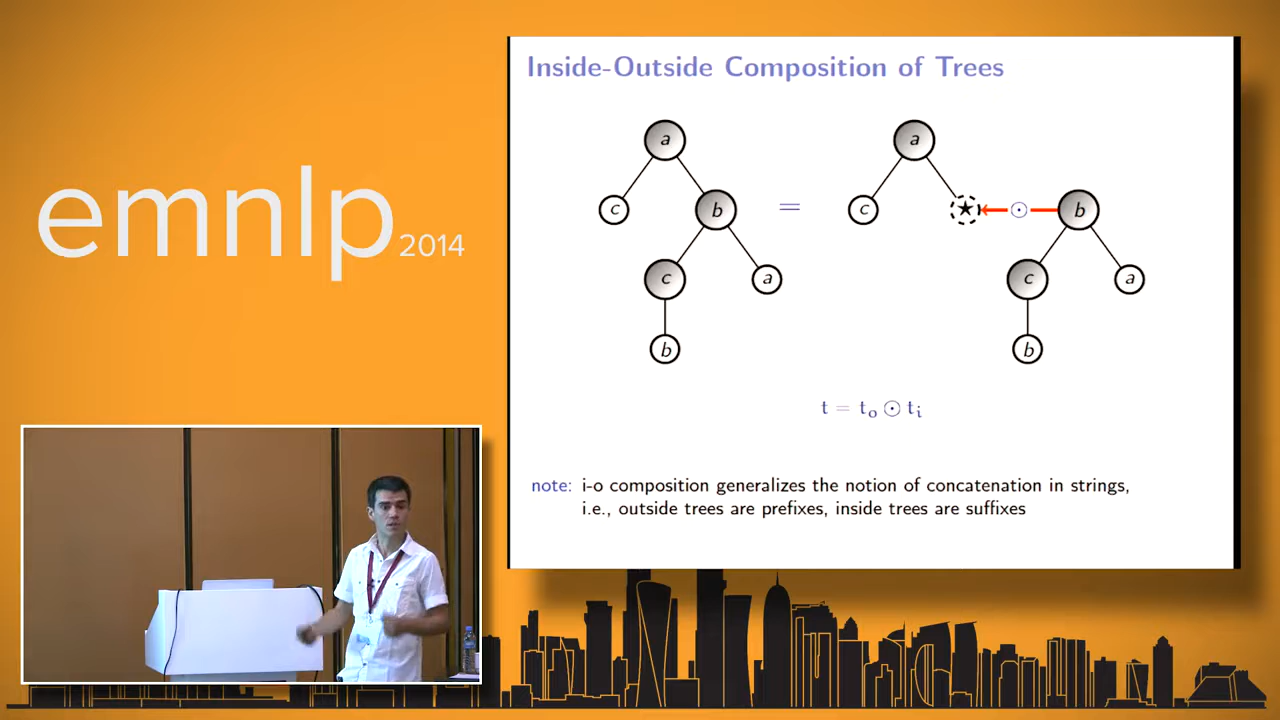 emnlp 2014
Inside-Outside Composition of Trees
a a
c b = c ★ ⊙ b
c a c a
b b
t = t_o ⊙ t_i
note: i-o composition generalizes the notion of concatenation in strings,
i.e., outside trees are prefixes, inside trees are suffixes